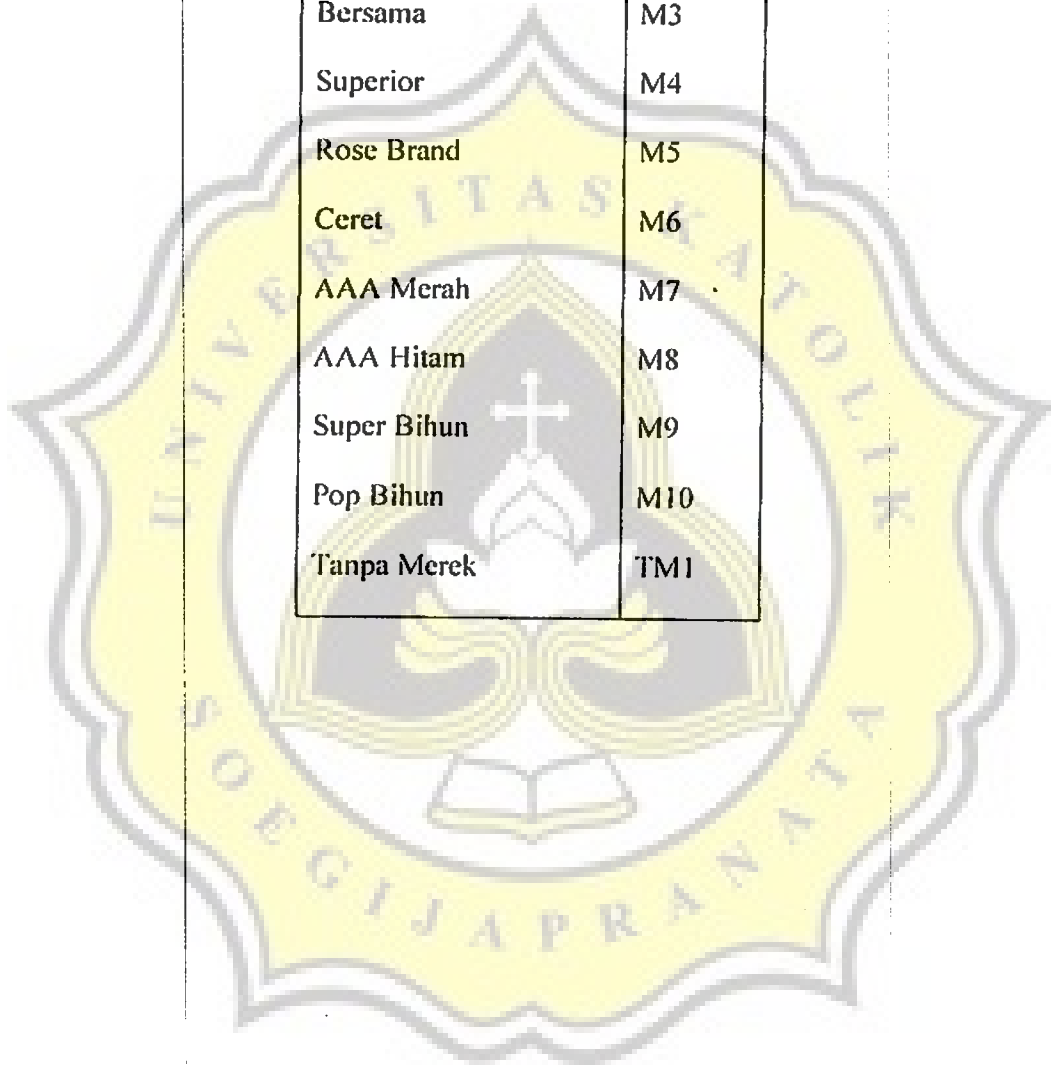 Bersama M3
Superior M4
Rose Brand M5
Ceret M6
AAA Merah M7
AAA Hitam M8
Super Bihun M9
Pop Bihun M10
Tanpa Merek TM1
UNIVERSITAS KATOLIK
SOEGIJAPRANATA